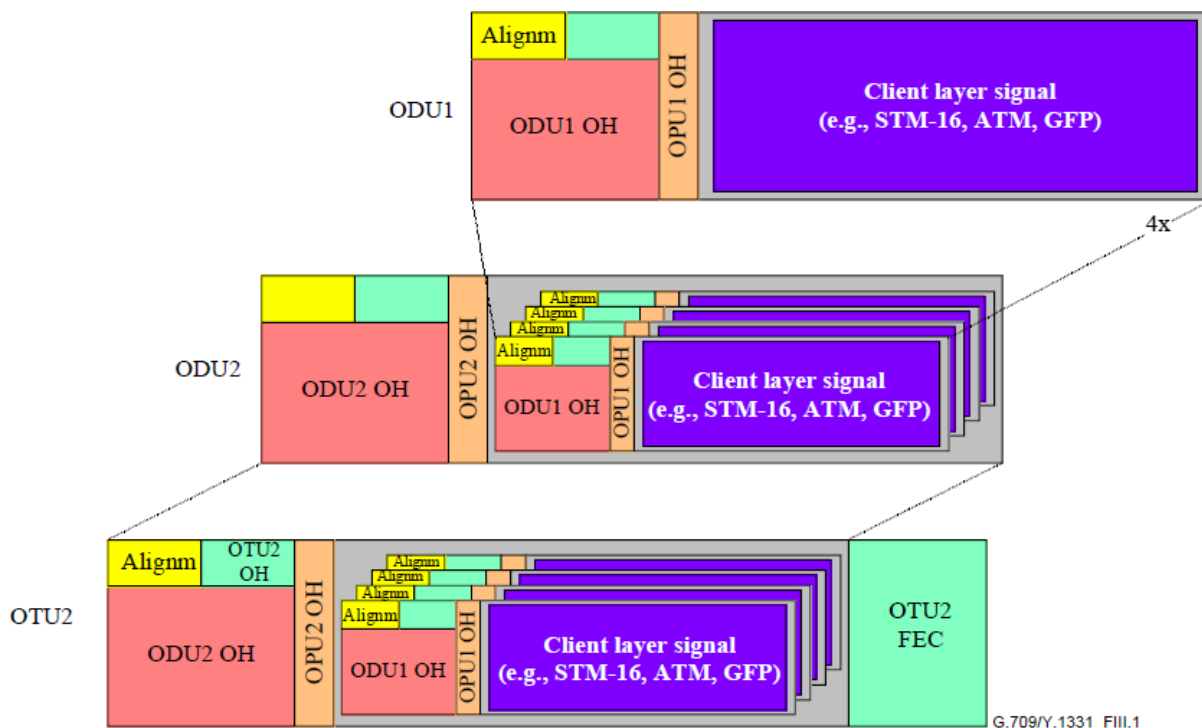 Alignm
ODU1
ODU1 OH
OPU1 OH
Client layer signal
(e.g., STM-16, ATM, GFP)
4x
ODU2
ODU2 OH
OPU2 OH
Alignm
Alignm
Alignm
Alignm
ODU1 OH
OPU1 OH
Client layer signal
(e.g., STM-16, ATM, GFP)
OTU2
Alignm
OTU2
OH
ODU2 OH
OPU2 OH
Alignm
Alignm
Alignm
Alignm
ODU1 OH
OPU1 OH
Client layer signal
(e.g., STM-16, ATM, GFP)
OTU2
FEC
G.709/Y.1331_FIII.1